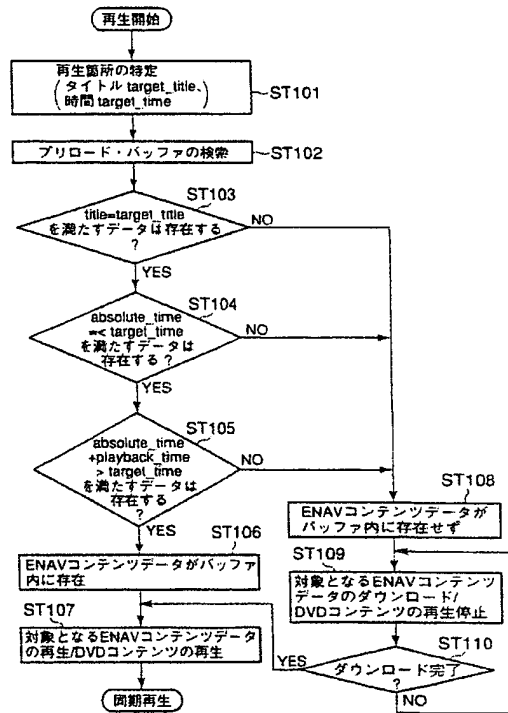 再生開始
再生箇所の特定
(タイトル target_title、
時間 target_time)
ST101
プリロード・バッファの検索
ST102
ST103
title=target_title
を満たすデータは存在する
?
NO
YES
ST104
absolute_time
=< target_time
を満たすデータは
存在する?
NO
YES
ST105
absolute_time
+playback_time
> target_time
を満たすデータは
存在する
?
NO
YES
ST106
ENAVコンテンツデータがバッファ
内に存在
ST107
対象となるENAVコンテンツデータ
の再生/DVDコンテンツの再生
同期再生
ST108
ENAVコンテンツデータが
バッファ内に存在せず
ST109
対象となるENAVコンテンツ
データのダウンロード/
DVDコンテンツの再生停止
ST110
ダウンロード完了
?
YES
NO